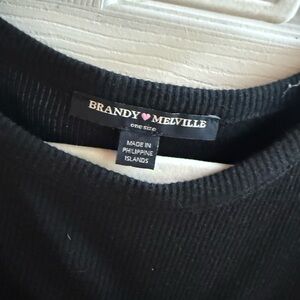 BRANDY MELVILLE
one size
MADE IN
PHILIPPINE
ISLANDS